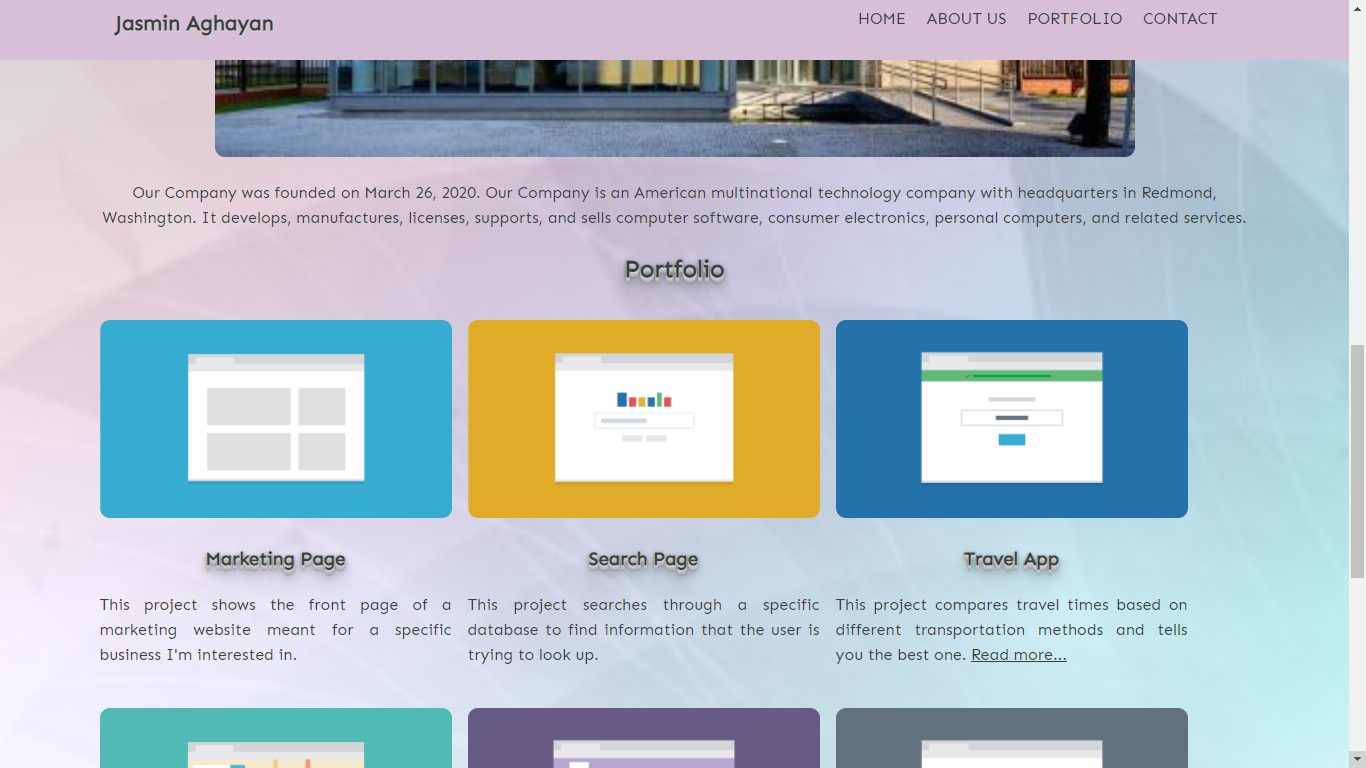 Jasmin Aghayan
HOME ABOUT US PORTFOLIO CONTACT
Our Company was founded on March 26, 2020. Our Company is an American multinational technology company with headquarters in Redmond,
Washington. It develops, manufactures, licenses, supports, and sells computer software, consumer electronics, personal computers, and related services.
Portfolio
Marketing Page
This project shows the front page of a
marketing website meant for a specific
business I'm interested in.
Search Page
This project searches through a specific
database to find information that the user is
trying to look up.
Travel App
This project compares travel times based on
different transportation methods and tells
you the best one. Read more...